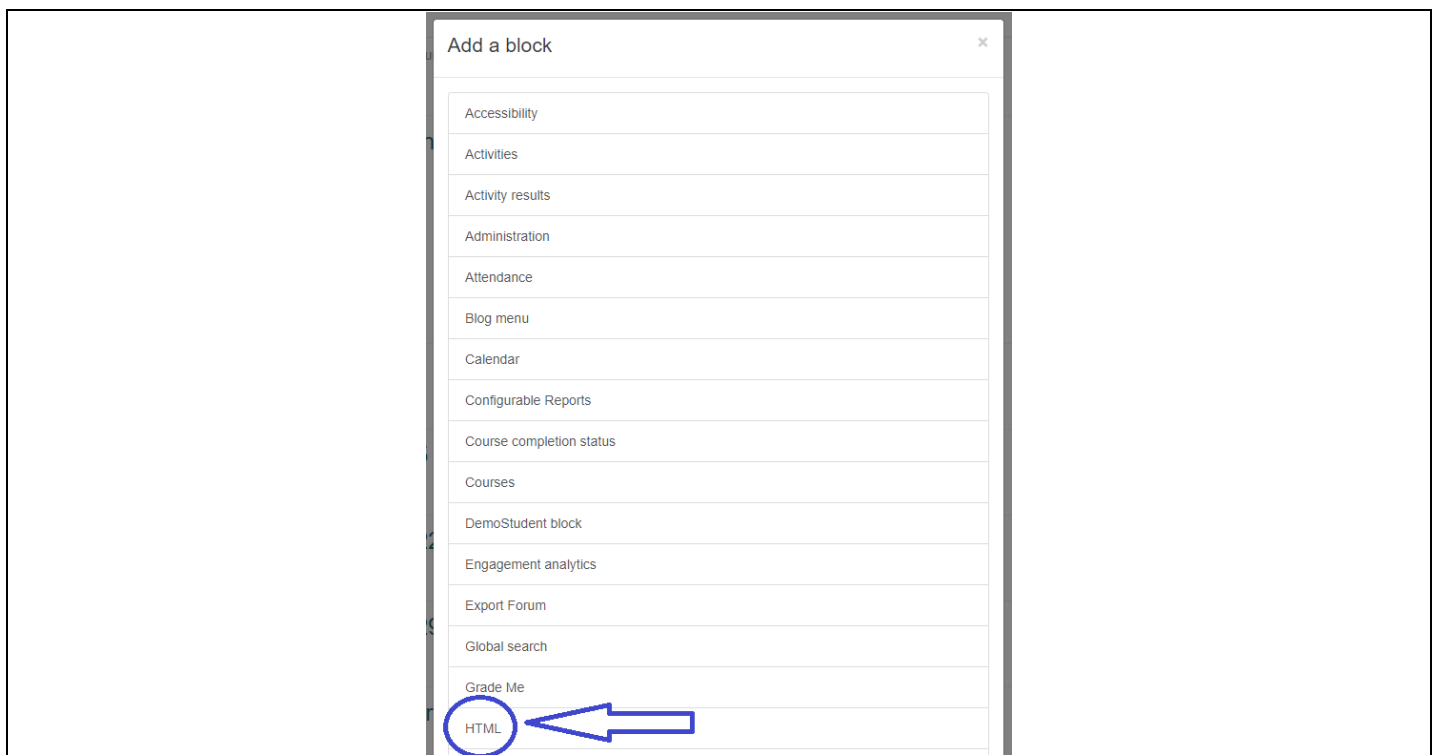 Add a block
×
Accessibility
Activities
Activity results
Administration
Attendance
Blog menu
Calendar
Configurable Reports
Course completion status
Courses
DemoStudent block
Engagement analytics
Export Forum
Global search
Grade Me
HTML